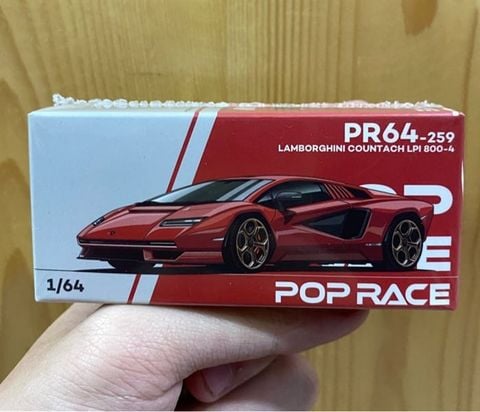 PR64-259
LAMBORGHINI COUNTACH LPI 800-4
1/64
POP RACE